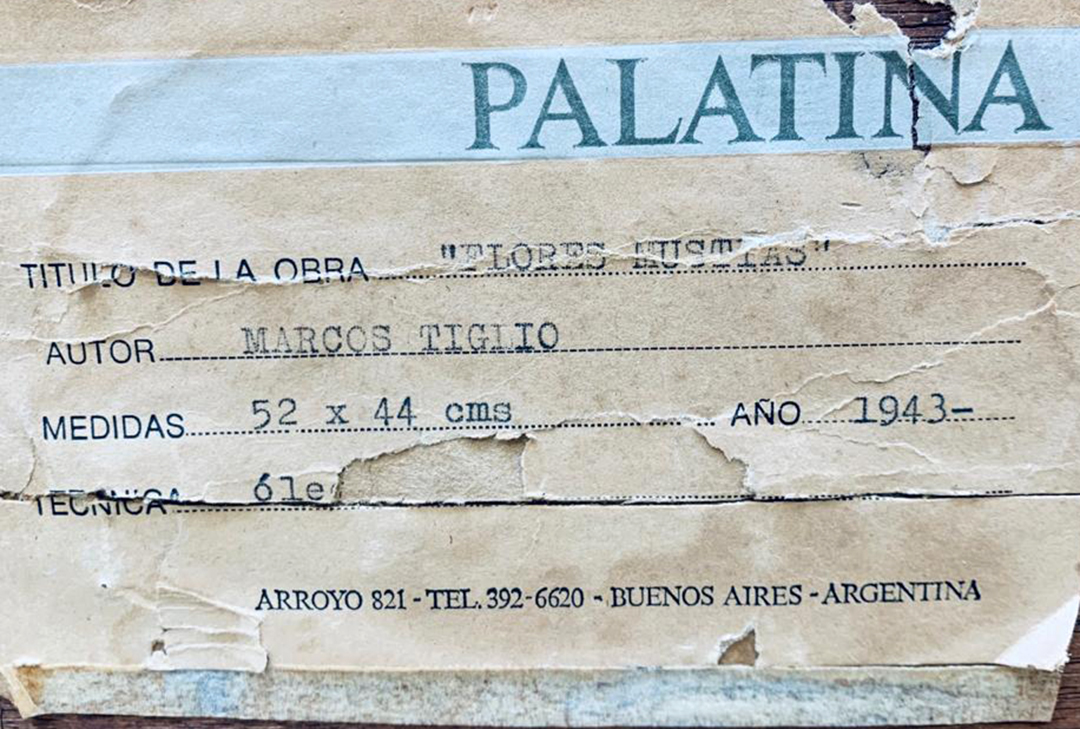 PALATINA
TITULO DE LA OBRA "FLORES MUSTIAS"
AUTOR MARCOS TIGLIO
MEDIDAS 52 x 44 cms AÑO 1943-
TECNICA óle
ARROYO 821 - TEL. 392-6620 - BUENOS AIRES - ARGENTINA